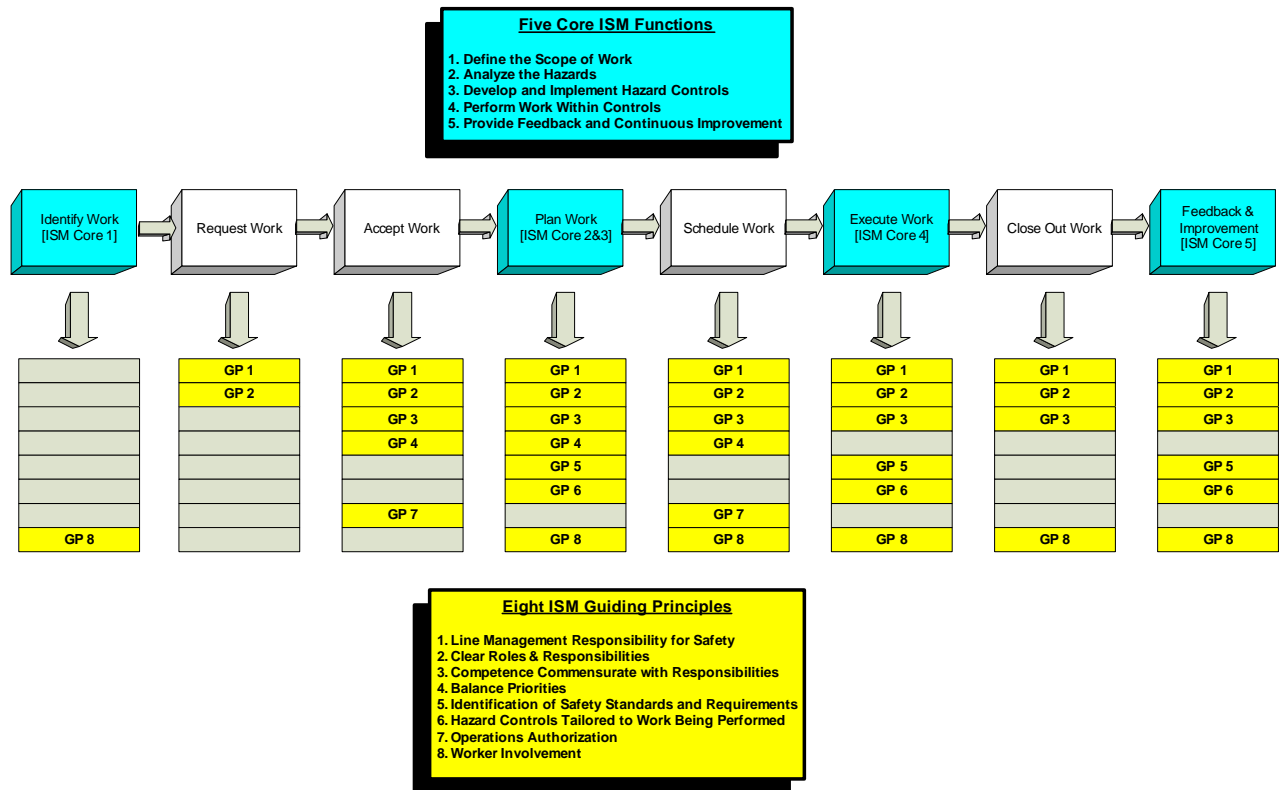 Five Core ISM Functions
1. Define the Scope of Work
2. Analyze the Hazards
3. Develop and Implement Hazard Controls
4. Perform Work Within Controls
5. Provide Feedback and Continuous Improvement
Identify Work
[ISM Core 1]
Request Work
Accept Work
Plan Work
[ISM Core 2&3]
Schedule Work
Execute Work
[ISM Core 4]
Close Out Work
Feedback &
Improvement
[ISM Core 5]
GP 1 GP 1 GP 1 GP 1 GP 1 GP 1 GP 1
GP 2 GP 2 GP 2 GP 2 GP 2 GP 2 GP 2
GP 3 GP 3 GP 3 GP 3 GP 3 GP 3
GP 4 GP 4 GP 4
GP 5 GP 5 GP 5
GP 6 GP 6 GP 6
GP 7 GP 7
GP 8 GP 8 GP 8 GP 8 GP 8 GP 8
Eight ISM Guiding Principles
1. Line Management Responsibility for Safety
2. Clear Roles & Responsibilities
3. Competence Commensurate with Responsibilities
4. Balance Priorities
5. Identification of Safety Standards and Requirements
6. Hazard Controls Tailored to Work Being Performed
7. Operations Authorization
8. Worker Involvement